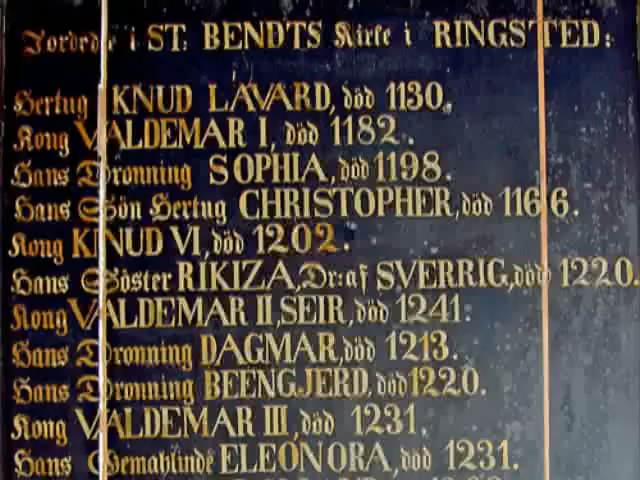 Jordede i ST. BENDTS Kirke i RINGSTED:
Hertug KNUD LAVARD, död 1130.
Kong VALDEMAR I, död 1182.
Hans Dronning SOPHIA, död 1198.
Hans Sön Hertug CHRISTOPHER, död 1166.
Kong KNUD VI, död 1202.
Hans Söster RIKIZA, Dr: af SVERRIG, död 1220.
Kong VALDEMAR II, SEIR, död 1241.
Hans Dronning DAGMAR, död 1213.
Hans Dronning BEENGJERD, död 1220.
Kong VALDEMAR III, död 1231.
Hans Gemahlinde ELEONORA, död 1231.